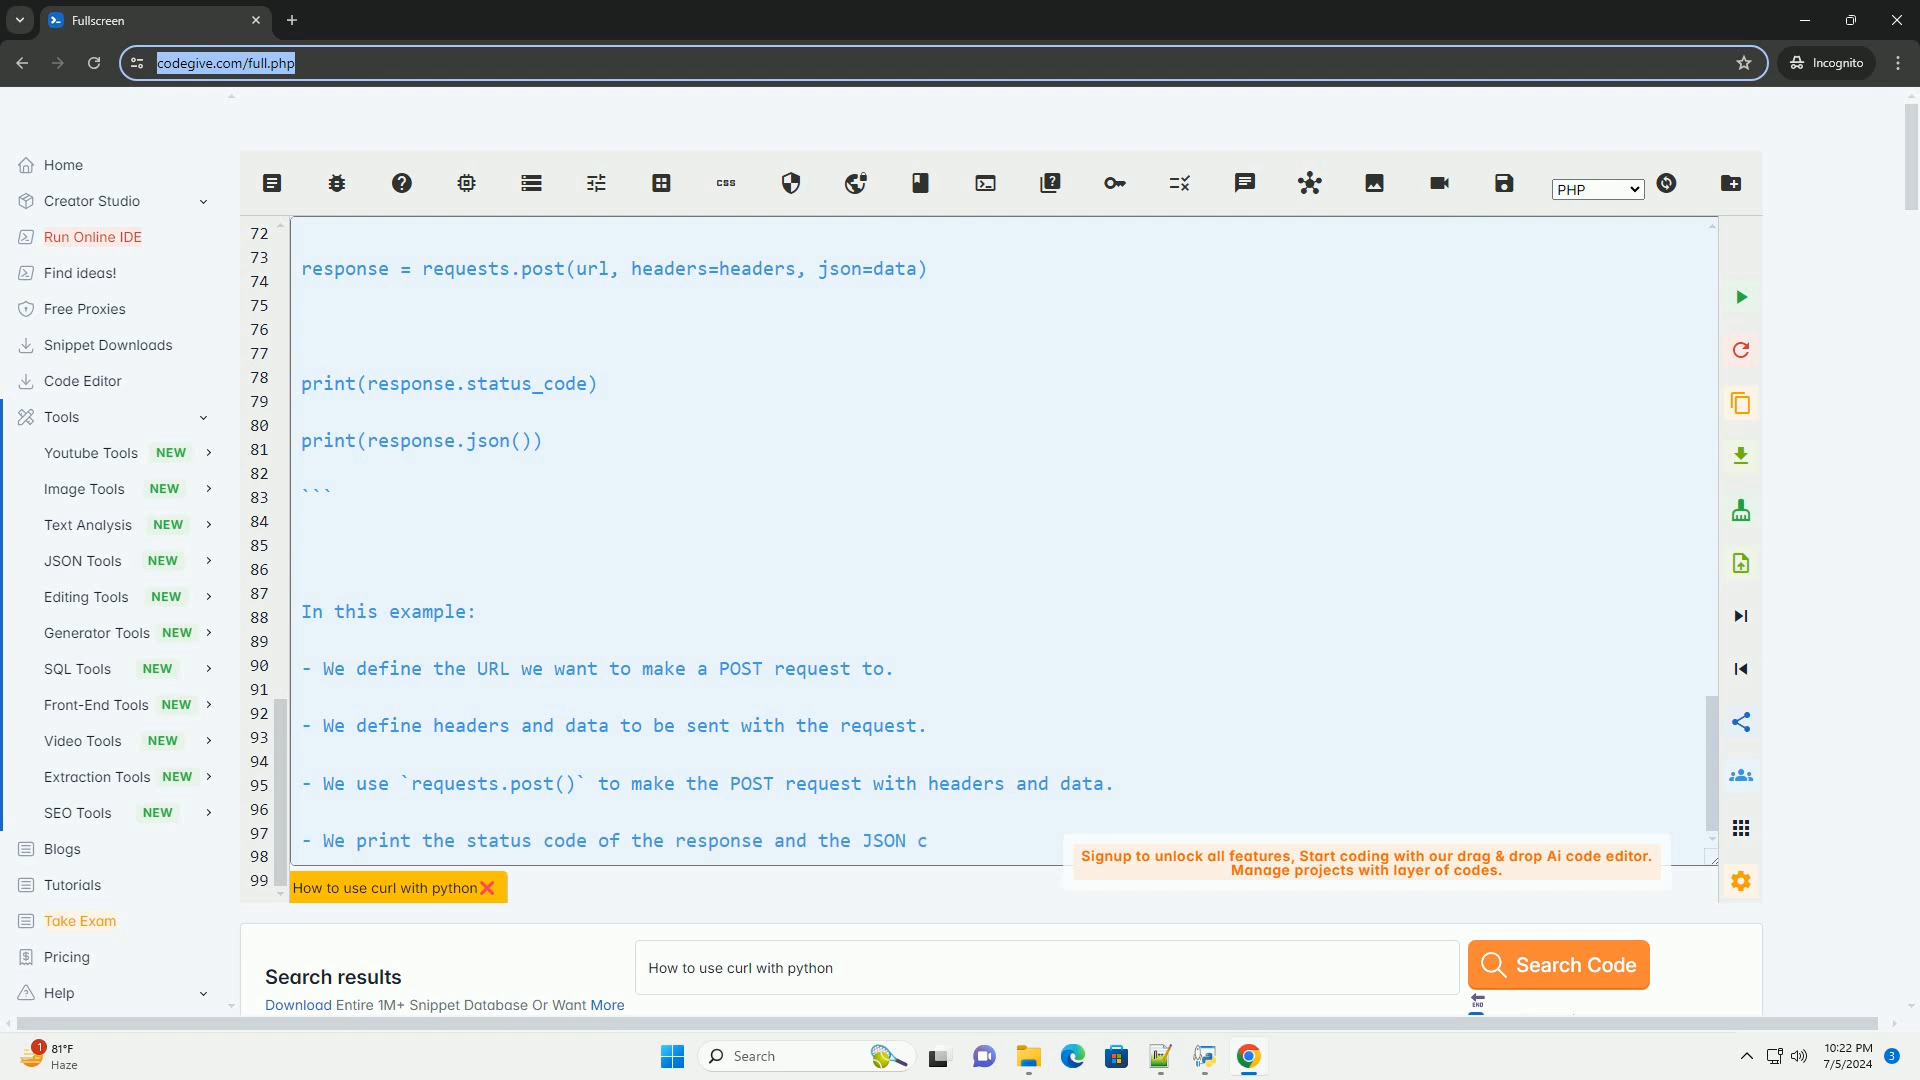 Fullscreen
codegive.com/full.php
Incognito
Home
Creator Studio
Run Online IDE
Find ideas!
Free Proxies
Snippet Downloads
Code Editor
Tools
Youtube Tools NEW
Image Tools NEW
Text Analysis NEW
JSON Tools NEW
Editing Tools NEW
Generator Tools NEW
SQL Tools NEW
Front-End Tools NEW
Video Tools NEW
Extraction Tools NEW
SEO Tools NEW
Blogs
Tutorials
Take Exam
Pricing
Help
css
PHP
72
73
74
75
76
77
78
79
80
81
82
83
84
85
86
87
88
89
90
91
92
93
94
95
96
97
98
99
response = requests.post(url, headers=headers, json=data)
print(response.status_code)
print(response.json())
```
In this example:
- We define the URL we want to make a POST request to.
- We define headers and data to be sent with the request.
- We use `requests.post()` to make the POST request with headers and data.
- We print the status code of the response and the JSON c
Signup to unlock all features, Start coding with our drag & drop Ai code editor.
Manage projects with layer of codes.
How to use curl with python
Search results
Download Entire 1M+ Snippet Database Or Want More
How to use curl with python
Search Code
END
1
81°F
Haze
Search
10:22 PM
7/5/2024
3